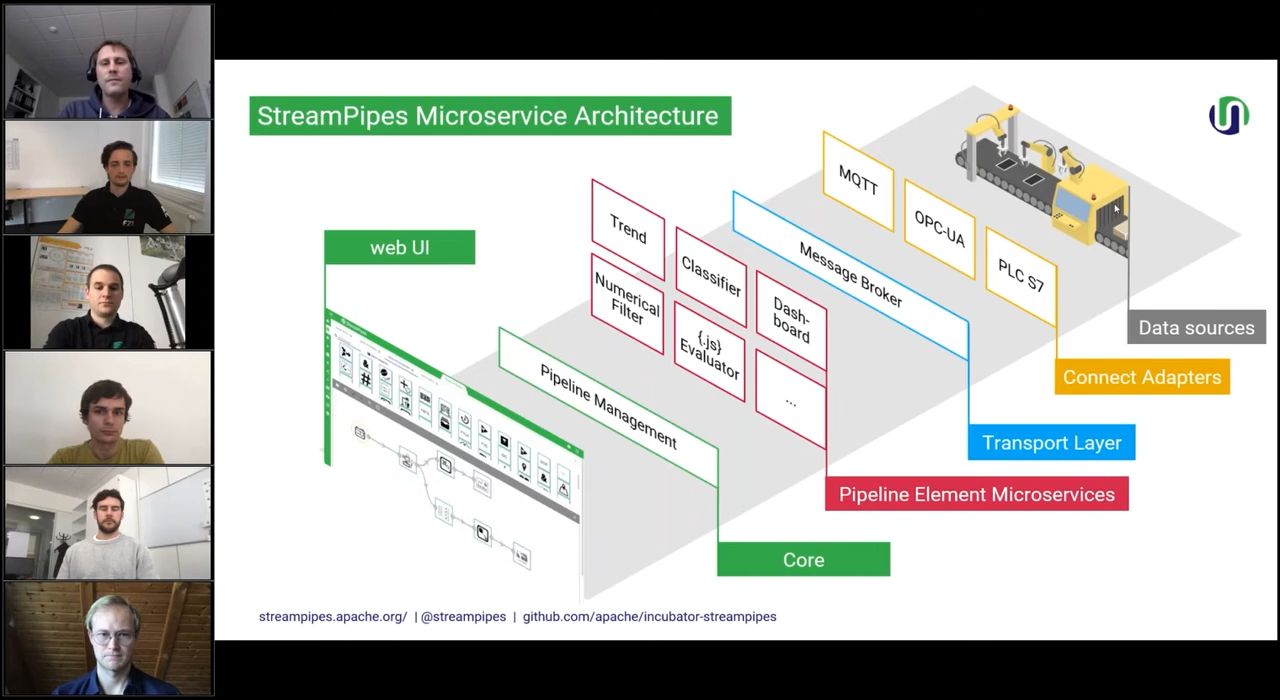 StreamPipes Microservice Architecture
web UI
Trend
Classifier
Dash-
board
Numerical
Filter
{.js}
Evaluator
...
Pipeline Management
Message Broker
MQTT
OPC-UA
PLC S7
Data sources
Connect Adapters
Transport Layer
Pipeline Element Microservices
Core
streampipes.apache.org/ | @streampipes | github.com/apache/incubator-streampipes